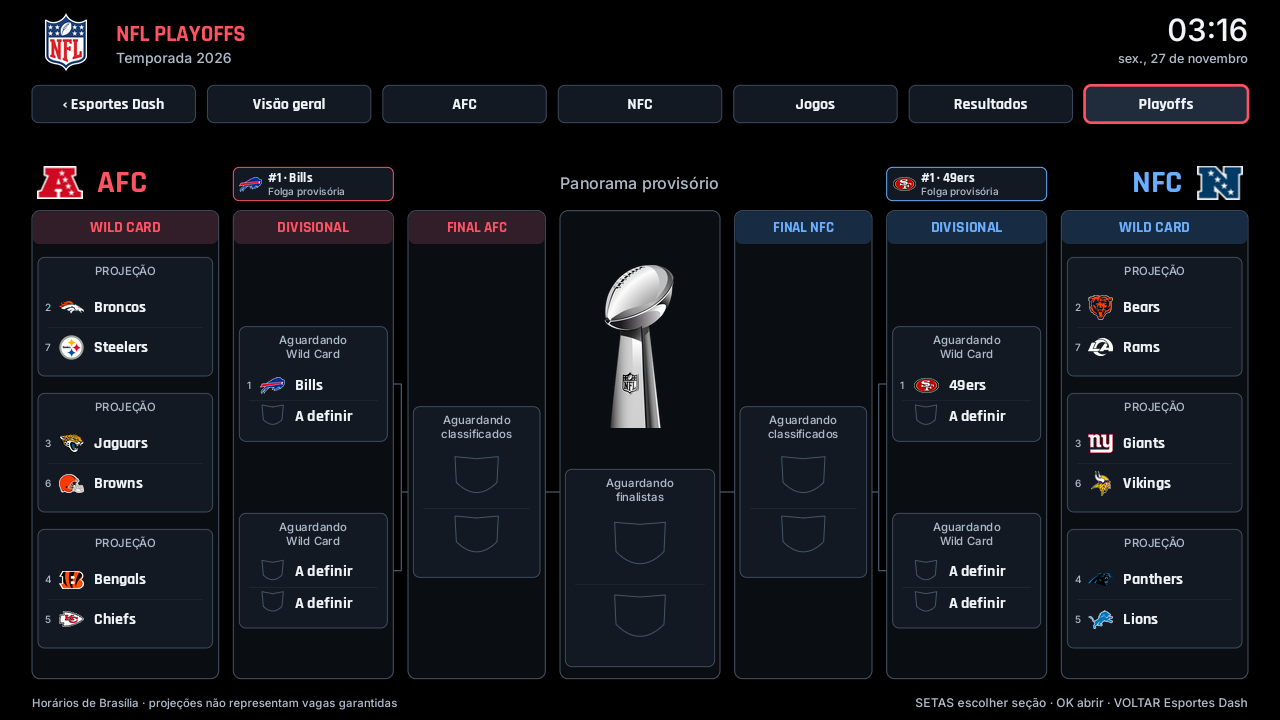 NFL
NFL PLAYOFFS
Temporada 2026
03:16
sex., 27 de novembro
‹ Esportes Dash
Visão geral
AFC
NFC
Jogos
Resultados
Playoffs
AFC
#1 · Bills
Folga provisória
Panorama provisório
#1 · 49ers
Folga provisória
NFC
WILD CARD
DIVISIONAL
FINAL AFC
FINAL NFC
DIVISIONAL
WILD CARD
PROJEÇÃO
2 Broncos
7 Steelers
PROJEÇÃO
3 Jaguars
6 Browns
PROJEÇÃO
4 Bengals
5 Chiefs
Aguardando
Wild Card
1 Bills
A definir
Aguardando
Wild Card
A definir
A definir
Aguardando
classificados
NFL
Aguardando
finalistas
Aguardando
classificados
Aguardando
Wild Card
1 49ers
A definir
Aguardando
Wild Card
A definir
A definir
PROJEÇÃO
2 Bears
7 Rams
PROJEÇÃO
3 ny Giants
6 Vikings
PROJEÇÃO
4 Panthers
5 Lions
Horários de Brasília · projeções não representam vagas garantidas
SETAS escolher seção · OK abrir · VOLTAR Esportes Dash